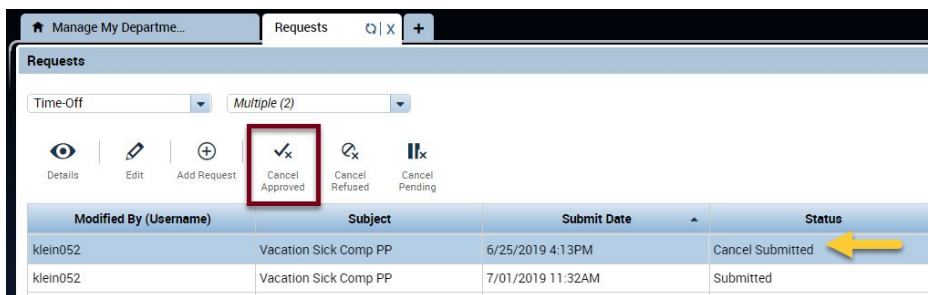 Manage My Departme... Requests X +
Requests
Time-Off Multiple (2)
Details Edit Add Request Cancel Approved Cancel Refused Cancel Pending
Modified By (Username) Subject Submit Date Status
klein052 Vacation Sick Comp PP 6/25/2019 4:13PM Cancel Submitted
klein052 Vacation Sick Comp PP 7/01/2019 11:32AM Submitted